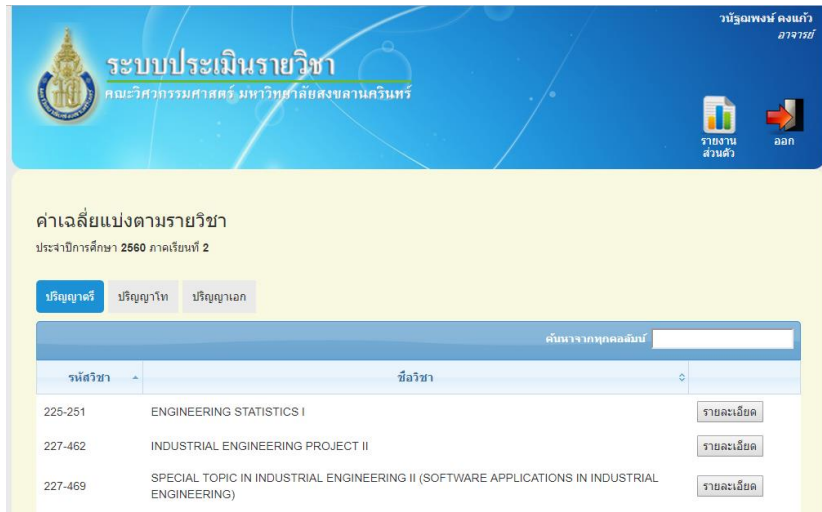 วนัฐฌพงษ์ คงแก้ว
อาจารย์
ระบบประเมินรายวิชา
คณะวิศวกรรมศาสตร์ มหาวิทยาลัยสงขลานครินทร์
รายงาน
ส่วนตัว
ออก
ค่าเฉลี่ยแบ่งตามรายวิชา
ประจำปีการศึกษา 2560 ภาคเรียนที่ 2
ปริญญาตรี ปริญญาโท ปริญญาเอก
ค้นหาจากทุกคอลัมน์
รหัสวิชา ชื่อวิชา
225-251 ENGINEERING STATISTICS I รายละเอียด
227-462 INDUSTRIAL ENGINEERING PROJECT II รายละเอียด
227-469 SPECIAL TOPIC IN INDUSTRIAL ENGINEERING II (SOFTWARE APPLICATIONS IN INDUSTRIAL ENGINEERING) รายละเอียด